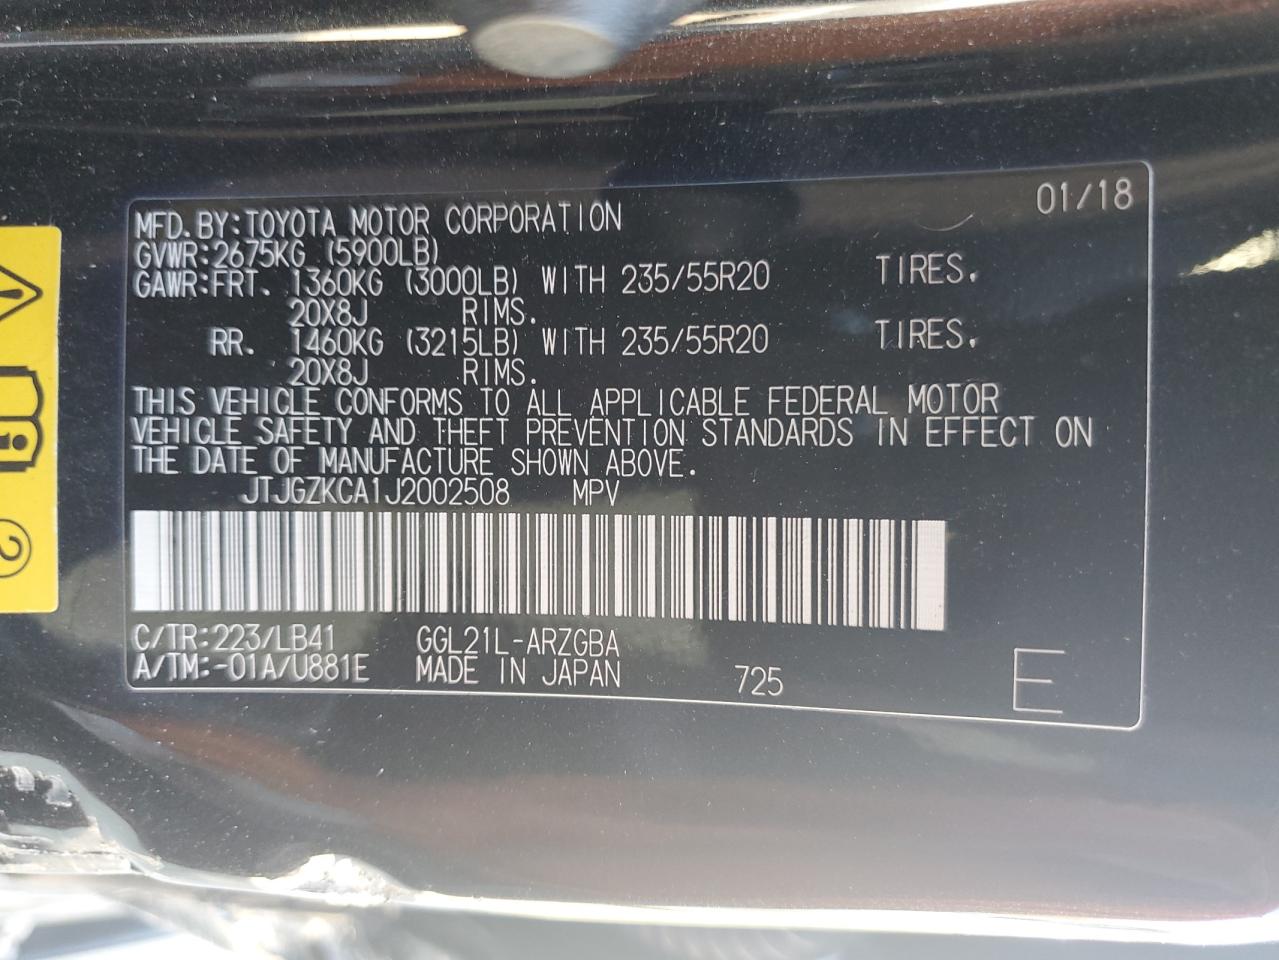 01/18
MFD.BY:TOYOTA MOTOR CORPORATION
GVWR:2675KG (5900LB)
GAWR:FRT. 1360KG (3000LB) WITH 235/55R20 TIRES,
20X8J RIMS.
RR. 1460KG (3215LB) WITH 235/55R20 TIRES,
20X8J RIMS.
THIS VEHICLE CONFORMS TO ALL APPLICABLE FEDERAL MOTOR
VEHICLE SAFETY AND THEFT PREVENTION STANDARDS IN EFFECT ON
THE DATE OF MANUFACTURE SHOWN ABOVE.
JTJGZKCA1J2002508 MPV
C/TR:223/LB41 GGL21L-ARZGBA
A/TM:-01A/U881E MADE IN JAPAN 725 E
2